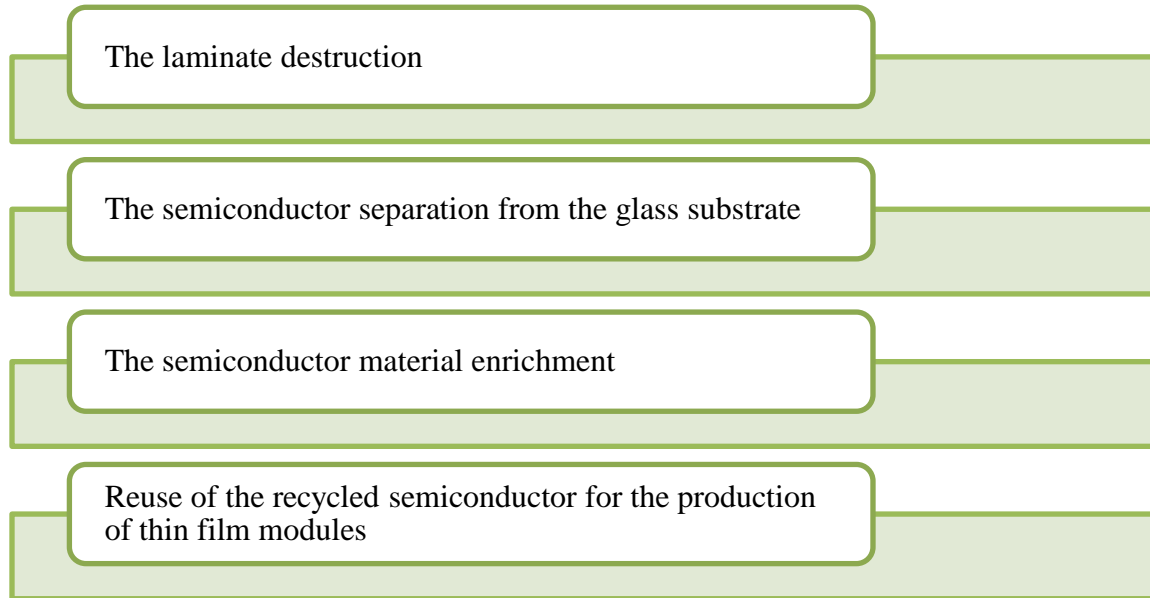 The laminate destruction
The semiconductor separation from the glass substrate
The semiconductor material enrichment
Reuse of the recycled semiconductor for the production
of thin film modules